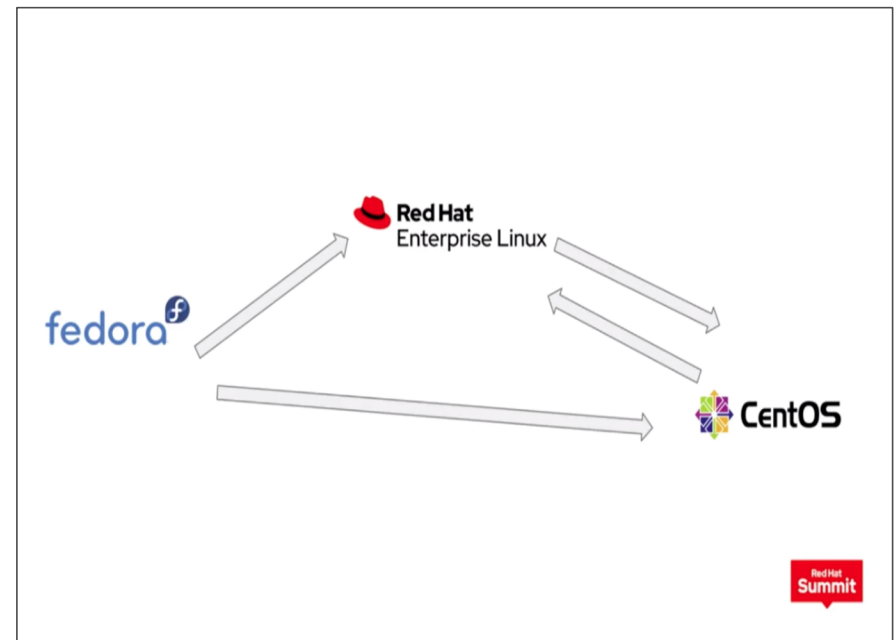 Red Hat
Enterprise Linux
fedora
CentOS
Red Hat
Summit